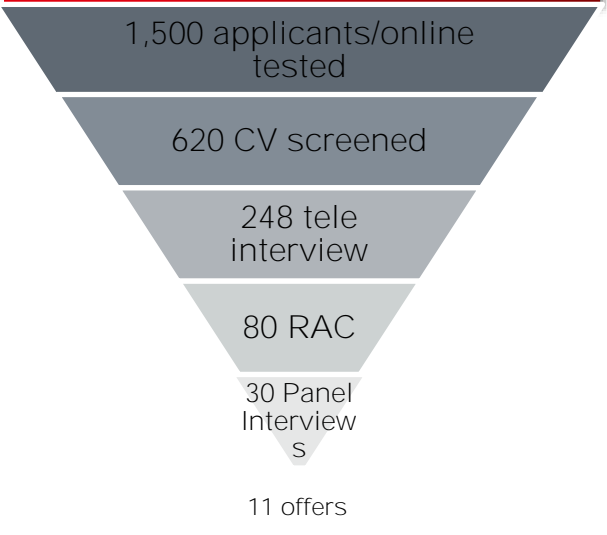 1,500 applicants/online
tested
620 CV screened
248 tele
interview
80 RAC
30 Panel
Interview
s
11 offers